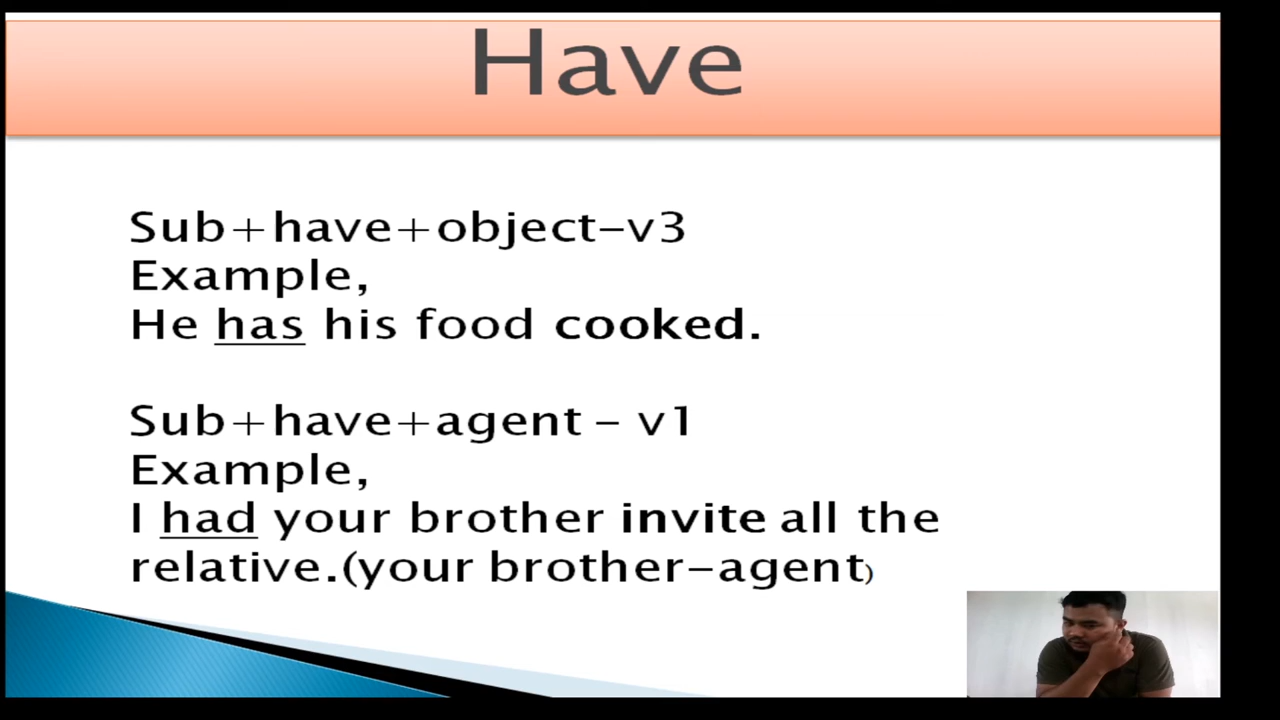 Have
Sub+have+object-v3
Example,
He has his food cooked.
Sub+have+agent - v1
Example,
I had your brother invite all the
relative.(your brother-agent)